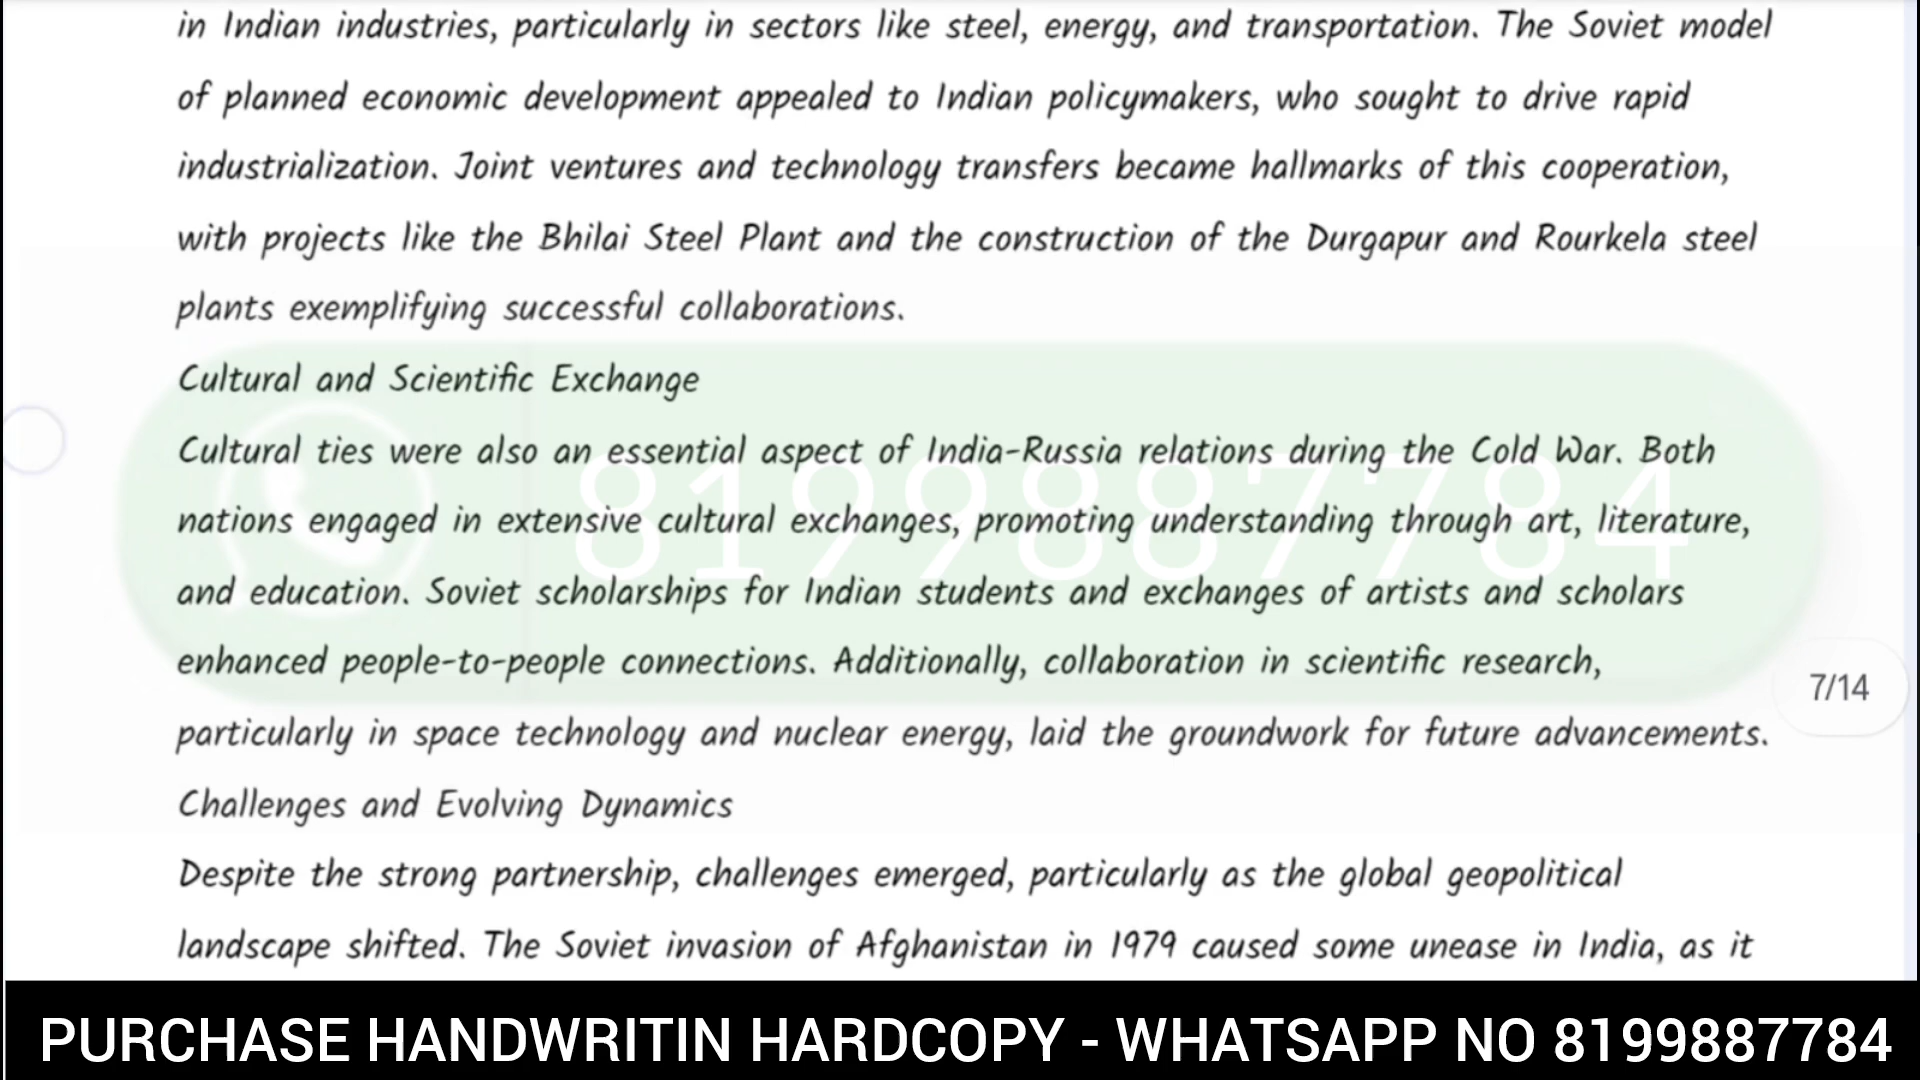 in Indian industries, particularly in sectors like steel, energy, and transportation. The Soviet model
of planned economic development appealed to Indian policymakers, who sought to drive rapid
industrialization. Joint ventures and technology transfers became hallmarks of this cooperation,
with projects like the Bhilai Steel Plant and the construction of the Durgapur and Rourkela steel
plants exemplifying successful collaborations.
Cultural and Scientific Exchange
Cultural ties were also an essential aspect of India-Russia relations during the Cold War. Both
8199887784
nations engaged in extensive cultural exchanges, promoting understanding through art, literature,
and education. Soviet scholarships for Indian students and exchanges of artists and scholars
enhanced people-to-people connections. Additionally, collaboration in scientific research,
7/14
particularly in space technology and nuclear energy, laid the groundwork for future advancements.
Challenges and Evolving Dynamics
Despite the strong partnership, challenges emerged, particularly as the global geopolitical
landscape shifted. The Soviet invasion of Afghanistan in 1979 caused some unease in India, as it
PURCHASE HANDWRITIN HARDCOPY - WHATSAPP NO 8199887784